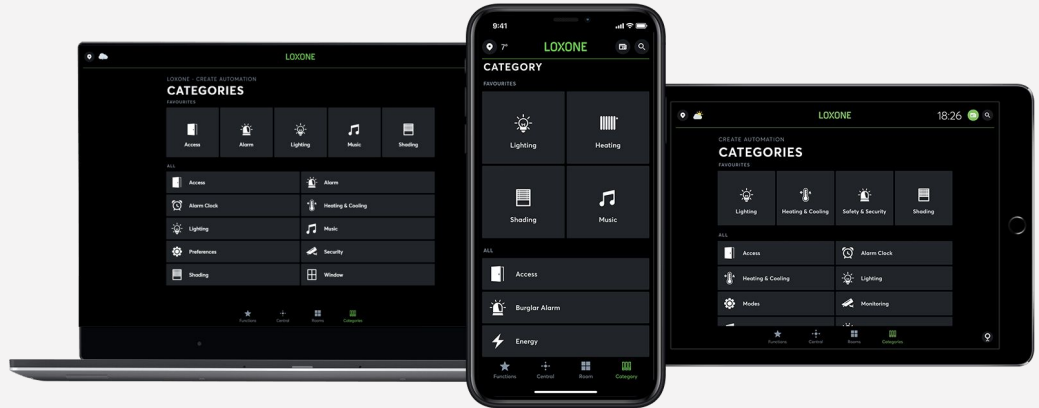 LOXONE
LOXONE - CREATE AUTOMATION
CATEGORIES
FAVOURITES
Access
Alarm
Lighting
Music
Shading
ALL
Access
Alarm
Alarm Clock
Heating & Cooling
Lighting
Music
Preferences
Security
Shading
Window
Functions
Central
Rooms
Categories
9:41
7°
LOXONE
CATEGORY
FAVOURITES
Lighting
Heating
Shading
Music
ALL
Access
Burglar Alarm
Energy
Functions
Central
Room
Category
LOXONE
18:26
CREATE AUTOMATION
CATEGORIES
FAVOURITES
Lighting
Heating & Cooling
Safety & Security
Shading
ALL
Access
Alarm Clock
Heating & Cooling
Lighting
Modes
Monitoring
Functions
Central
Rooms
Categories